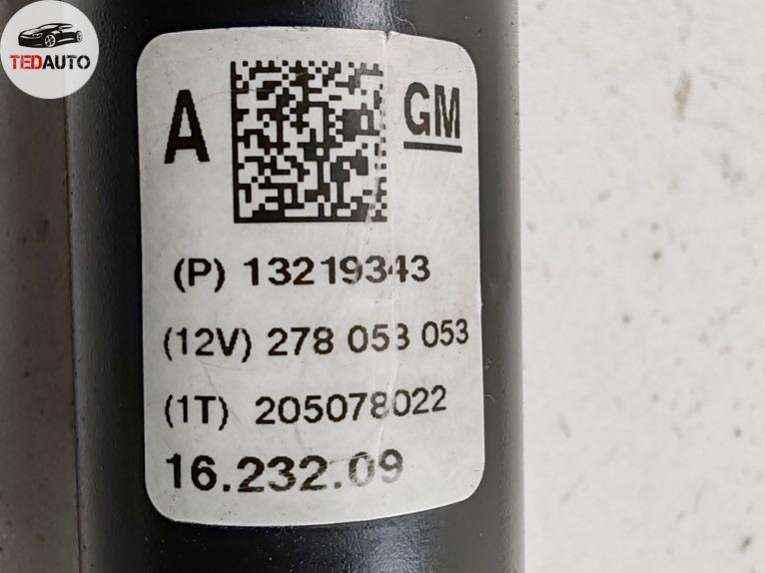 TEDAUTO
A GM
(P) 13219343
(12V) 278 053 053
(1T) 205078022
16.232.09